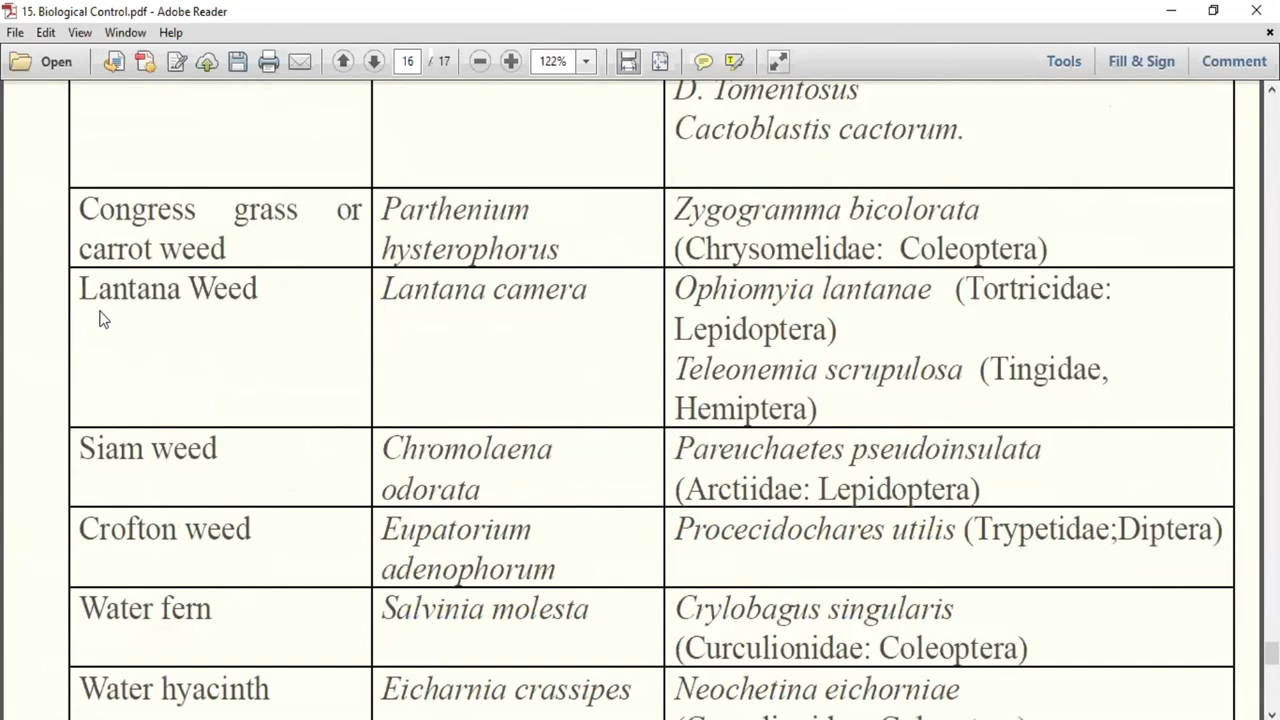 15. Biological Control.pdf - Adobe Reader
File Edit View Window Help
Open 16 / 17 122% Tools Fill & Sign Comment
D. Tomentosus
Cactoblastis cactorum.
Congress grass or
carrot weed
Parthenium
hysterophorus
Zygogramma bicolorata
(Chrysomelidae: Coleoptera)
Lantana Weed
Lantana camera
Ophiomyia lantanae (Tortricidae:
Lepidoptera)
Teleonemia scrupulosa (Tingidae,
Hemiptera)
Siam weed
Chromolaena
odorata
Pareuchaetes pseudoinsulata
(Arctiidae: Lepidoptera)
Crofton weed
Eupatorium
adenophorum
Procecidochares utilis (Trypetidae;Diptera)
Water fern
Salvinia molesta
Crylobagus singularis
(Curculionidae: Coleoptera)
Water hyacinth
Eicharnia crassipes
Neochetina eichorniae